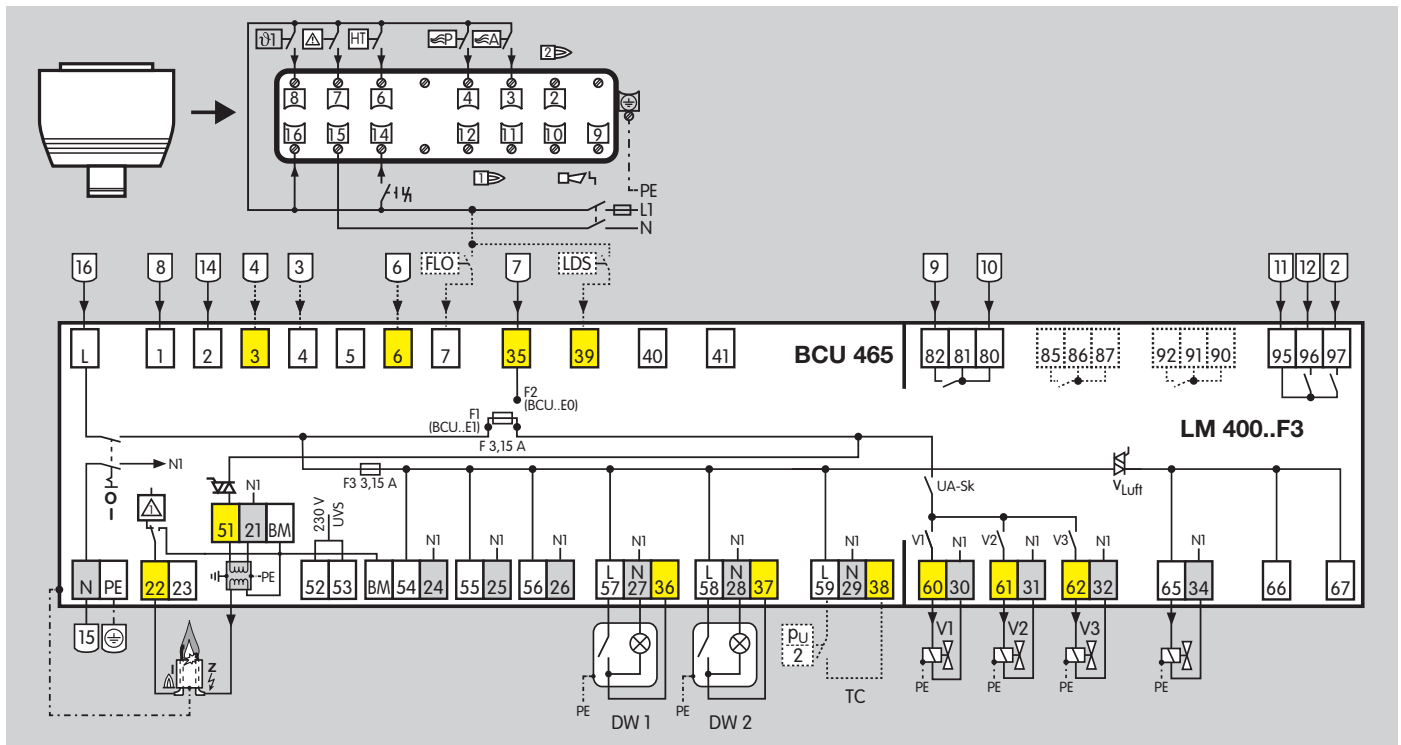 ϑ1 HT P A 2
8 7 6 4 3 2
16 15 14 12 11 10 9
1
PE
L1
N
16 8 14 4 3 6 FLO 7 LDS 9 10 11 12 2
L 1 2 3 4 5 6 7 35 39 40 41 BCU 465 82 81 80 85 86 87 92 91 90 95 96 97
F2
(BCU..E0)
F1
(BCU..E1)
F 3,15 A
LM 400..F3
N1
F3 3,15 A
UA-Sk
VLuft
O
I
N1
230 V
UVS
V1 N1 V2 N1 V3 N1 N1
51 21 BM
N1 N1 N1 N1 N1 N1
PE
N PE 22 23 52 53 BM 54 24 55 25 56 26 L 57 N 27 36 L 58 N 28 37 L 59 N 29 38 60 30 61 31 62 32 65 34 66 67
15
I Z
pu
2
V1 V2 V3
PE PE PE PE
TC
PE DW 1 PE DW 2